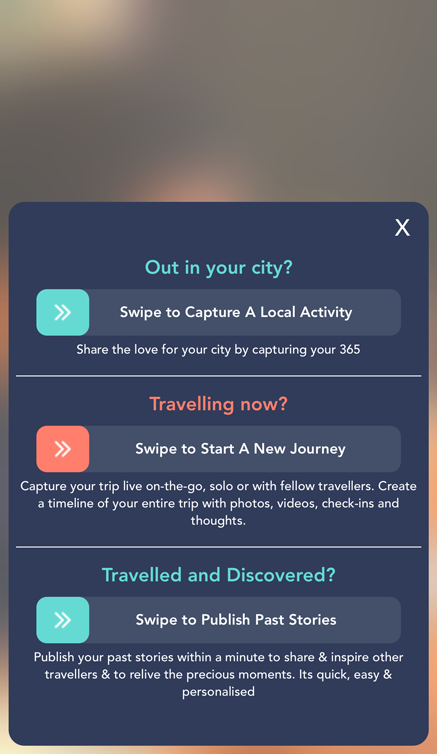 X
Out in your city?
Swipe to Capture A Local Activity
Share the love for your city by capturing your 365
Travelling now?
Swipe to Start A New Journey
Capture your trip live on-the-go, solo or with fellow travellers. Create
a timeline of your entire trip with photos, videos, check-ins and
thoughts.
Travelled and Discovered?
Swipe to Publish Past Stories
Publish your past stories within a minute to share & inspire other
travellers & to relive the precious moments. Its quick, easy &
personalised